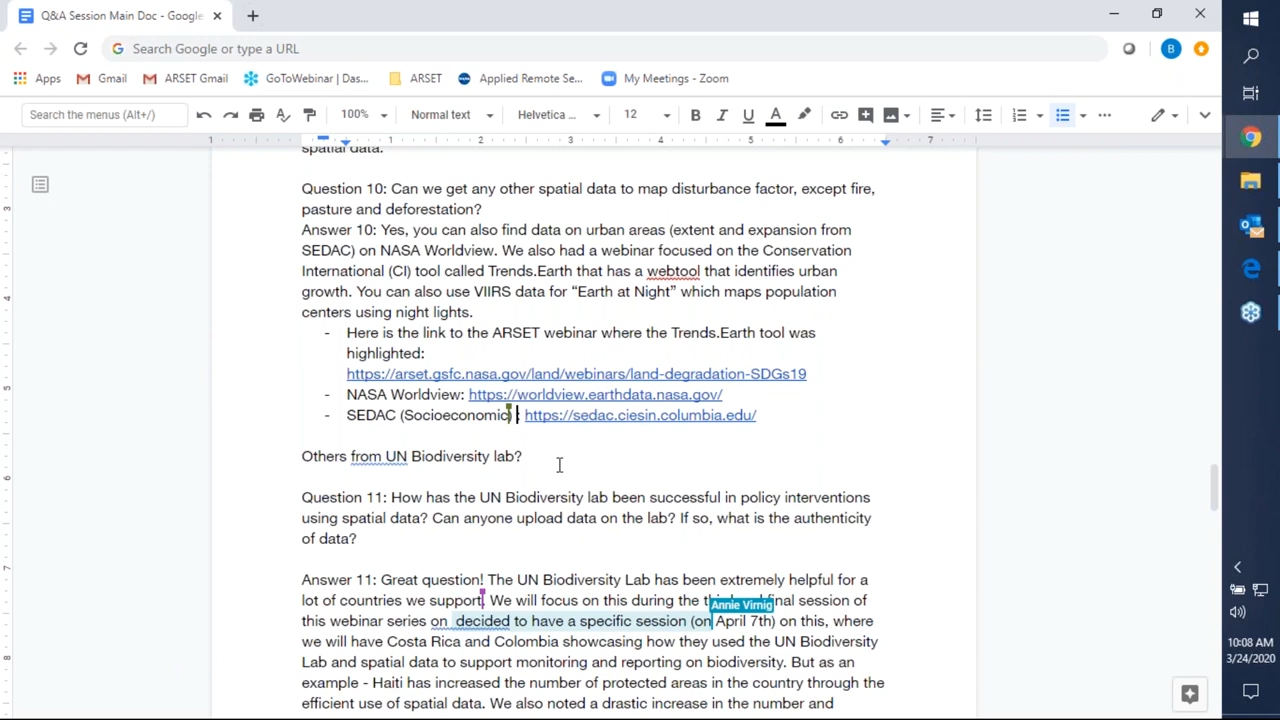 Q&A Session Main Doc - Google
Search Google or type a URL
B
Apps Gmail ARSET Gmail GoToWebinar | Das... ARSET Applied Remote Se... My Meetings - Zoom
Search the menus (Alt+/) 100% Normal text Helvetica ... 12 B I U A
1 1 2 3 4 5 6 7
spatial data.
Question 10: Can we get any other spatial data to map disturbance factor, except fire,
pasture and deforestation?
Answer 10: Yes, you can also find data on urban areas (extent and expansion from
SEDAC) on NASA Worldview. We also had a webinar focused on the Conservation
International (CI) tool called Trends.Earth that has a webtool that identifies urban
growth. You can also use VIIRS data for “Earth at Night” which maps population
centers using night lights.
- Here is the link to the ARSET webinar where the Trends.Earth tool was
highlighted:
https://arset.gsfc.nasa.gov/land/webinars/land-degradation-SDGs19
- NASA Worldview: https://worldview.earthdata.nasa.gov/
- SEDAC (Socioeconomic) : https://sedac.ciesin.columbia.edu/
Others from UN Biodiversity lab?
Question 11: How has the UN Biodiversity lab been successful in policy interventions
using spatial data? Can anyone upload data on the lab? If so, what is the authenticity
of data?
Answer 11: Great question! The UN Biodiversity Lab has been extremely helpful for a
lot of countries we support. We will focus on this during the final session of
Annie Virnig
this webinar series on decided to have a specific session (on April 7th) on this, where
we will have Costa Rica and Colombia showcasing how they used the UN Biodiversity
Lab and spatial data to support monitoring and reporting on biodiversity. But as an
example - Haiti has increased the number of protected areas in the country through the
efficient use of spatial data. We also voted a drastic increase in the number and
3
4
5
6
7
8
10:08 AM
3/24/2020